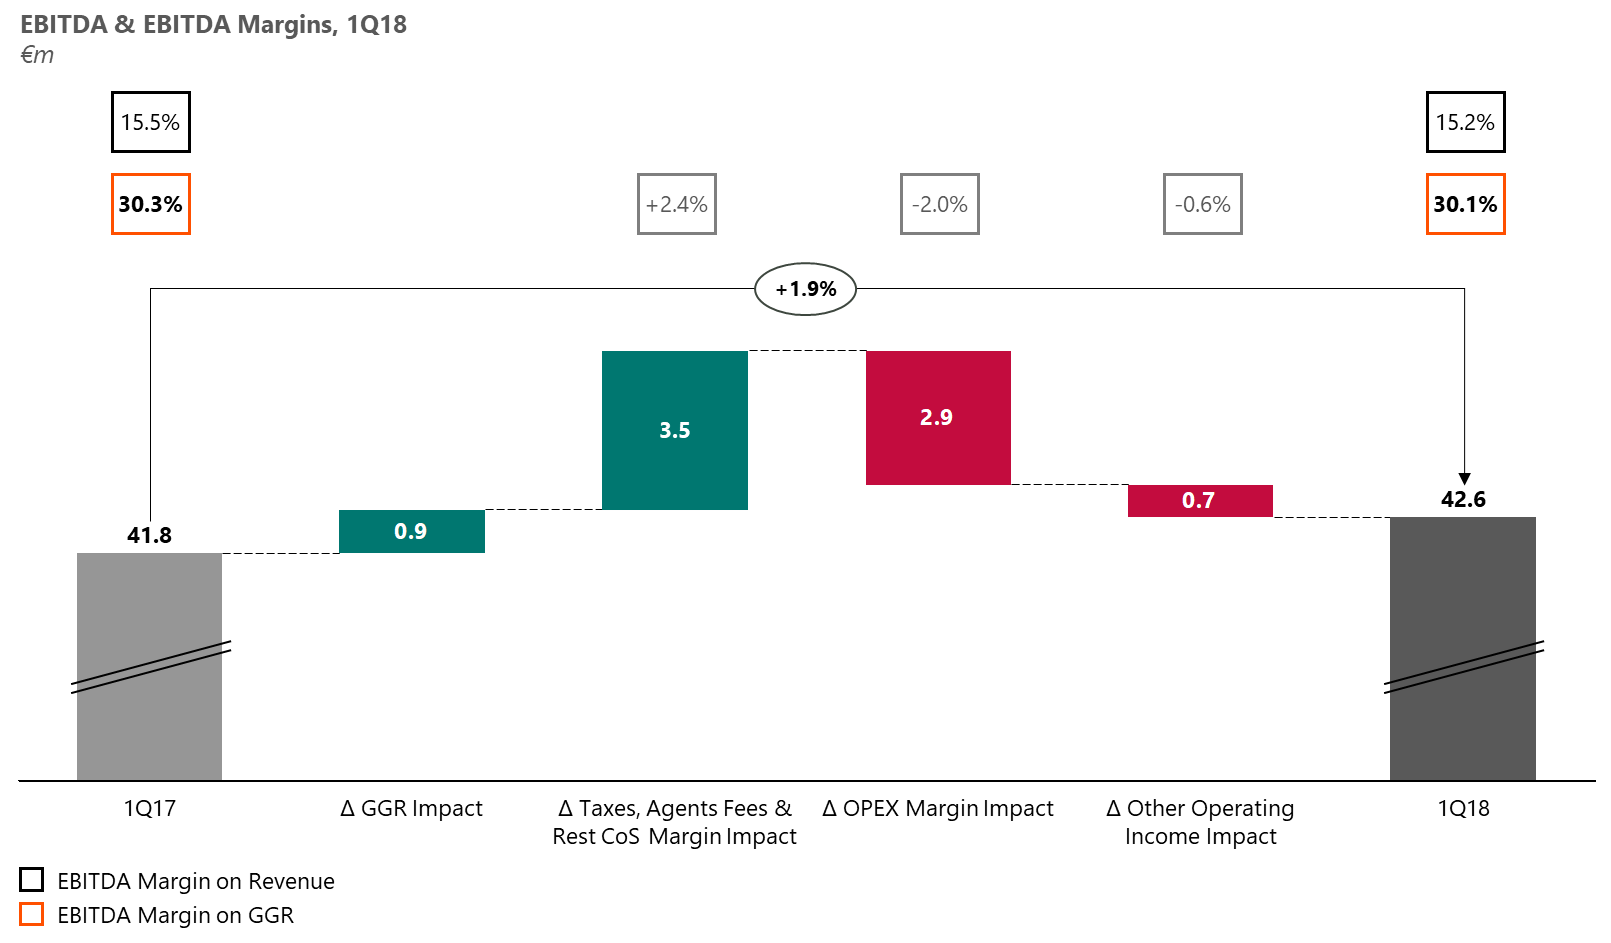 EBITDA & EBITDA Margins, 1Q18
€m
15.5%
15.2%
30.3%
+2.4%
-2.0%
-0.6%
30.1%
+1.9%
3.5
2.9
0.7
42.6
41.8
0.9
1Q17
Δ GGR Impact
Δ Taxes, Agents Fees &
Rest CoS Margin Impact
Δ OPEX Margin Impact
Δ Other Operating
Income Impact
1Q18
EBITDA Margin on Revenue
EBITDA Margin on GGR